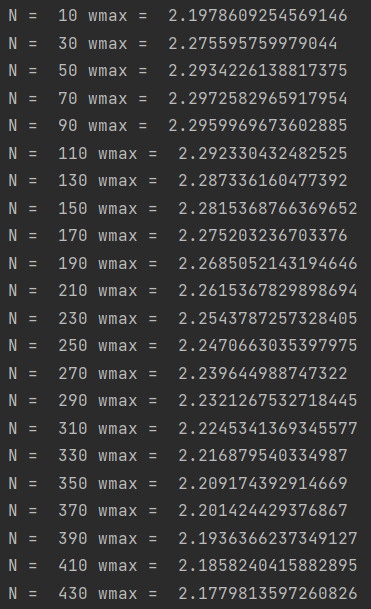 N =  10 wmax =  2.1978609254569146
N =  30 wmax =  2.275595759979044
N =  50 wmax =  2.2934226138817375
N =  70 wmax =  2.2972582965917954
N =  90 wmax =  2.2959969673602885
N =  110 wmax =  2.292330432482525
N =  130 wmax =  2.287336160477392
N =  150 wmax =  2.2815368766369652
N =  170 wmax =  2.275203236703376
N =  190 wmax =  2.2685052143194646
N =  210 wmax =  2.2615367829898694
N =  230 wmax =  2.2543787257328405
N =  250 wmax =  2.2470663035397975
N =  270 wmax =  2.239644988747322
N =  290 wmax =  2.2321267532718445
N =  310 wmax =  2.2245341369345577
N =  330 wmax =  2.216879540334987
N =  350 wmax =  2.209174392914669
N =  370 wmax =  2.201424429376867
N =  390 wmax =  2.1936366237349127
N =  410 wmax =  2.1858240415882895
N =  430 wmax =  2.1779813597260826